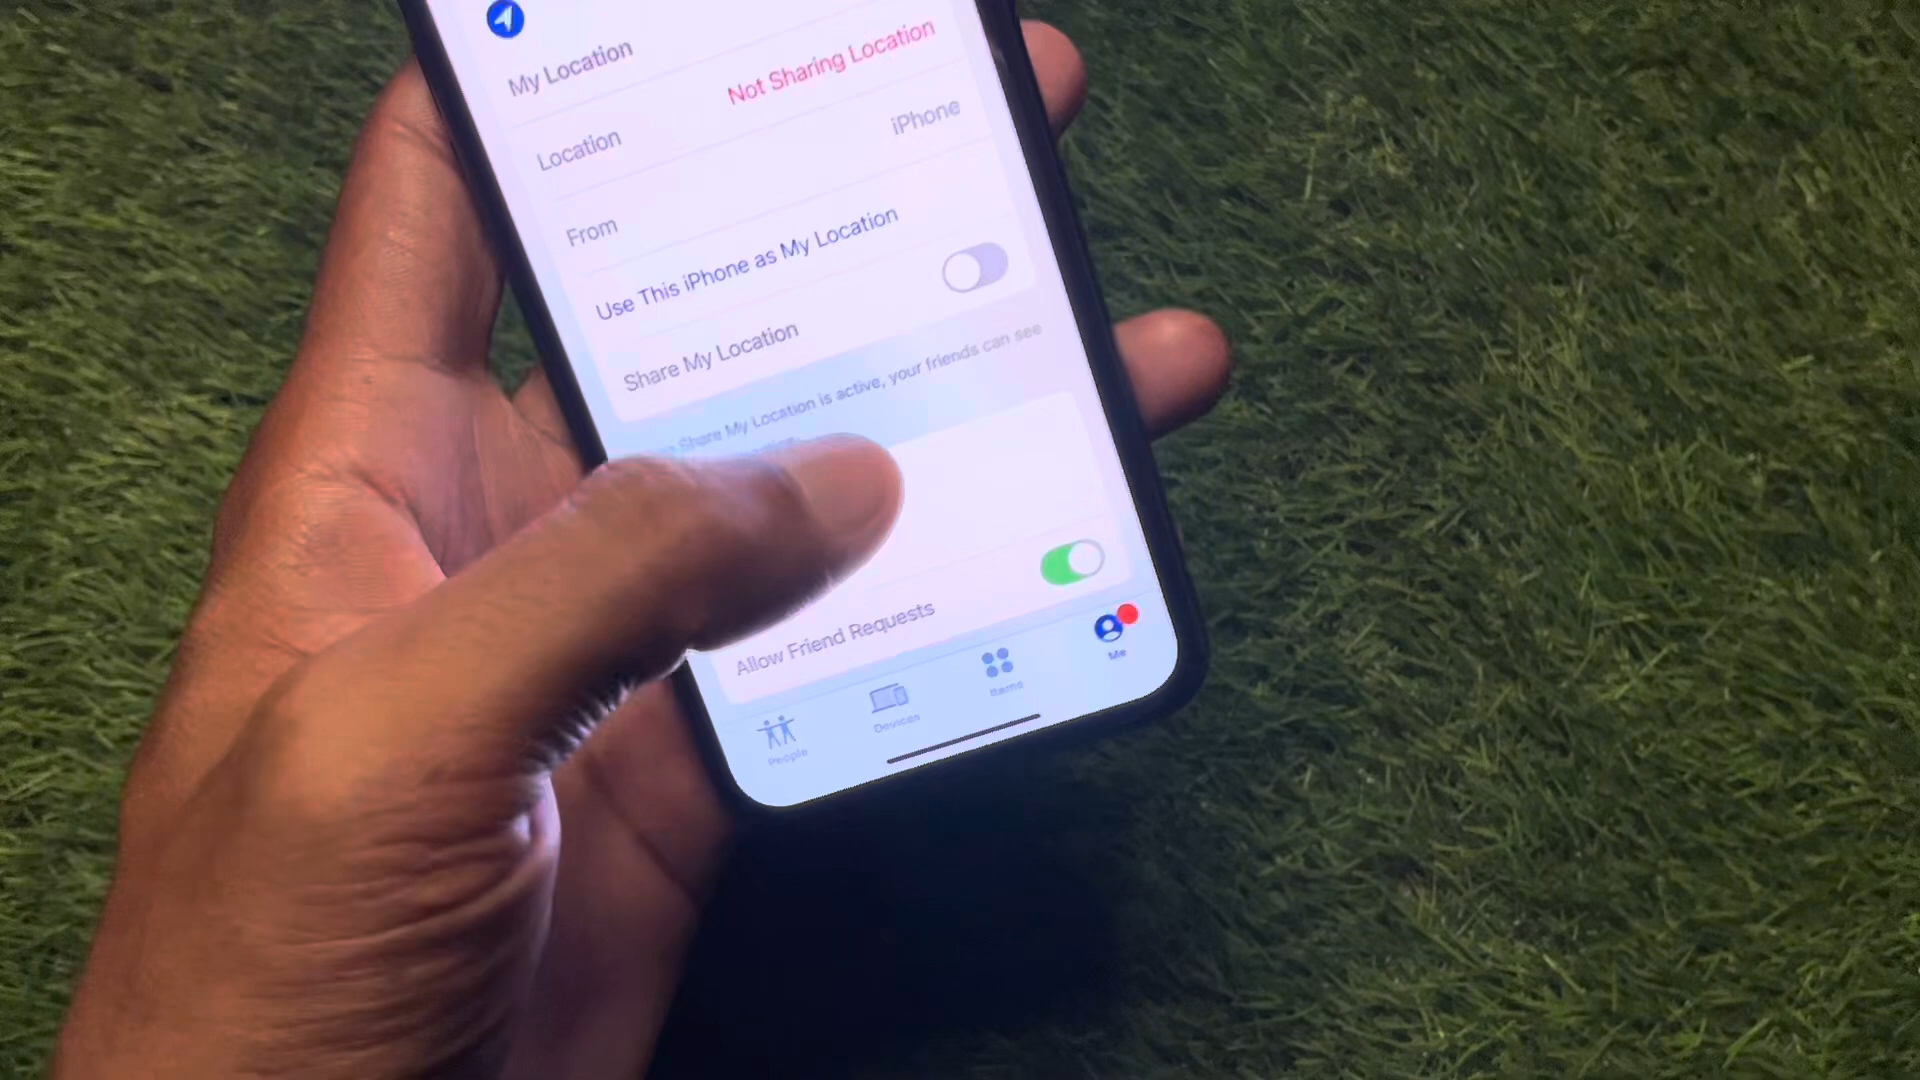 My Location
Not Sharing Location
Location
iPhone
From
Use This iPhone as My Location
Share My Location
Share My Location is active, your friends can see
Allow Friend Requests
People
Devices
Items
Me